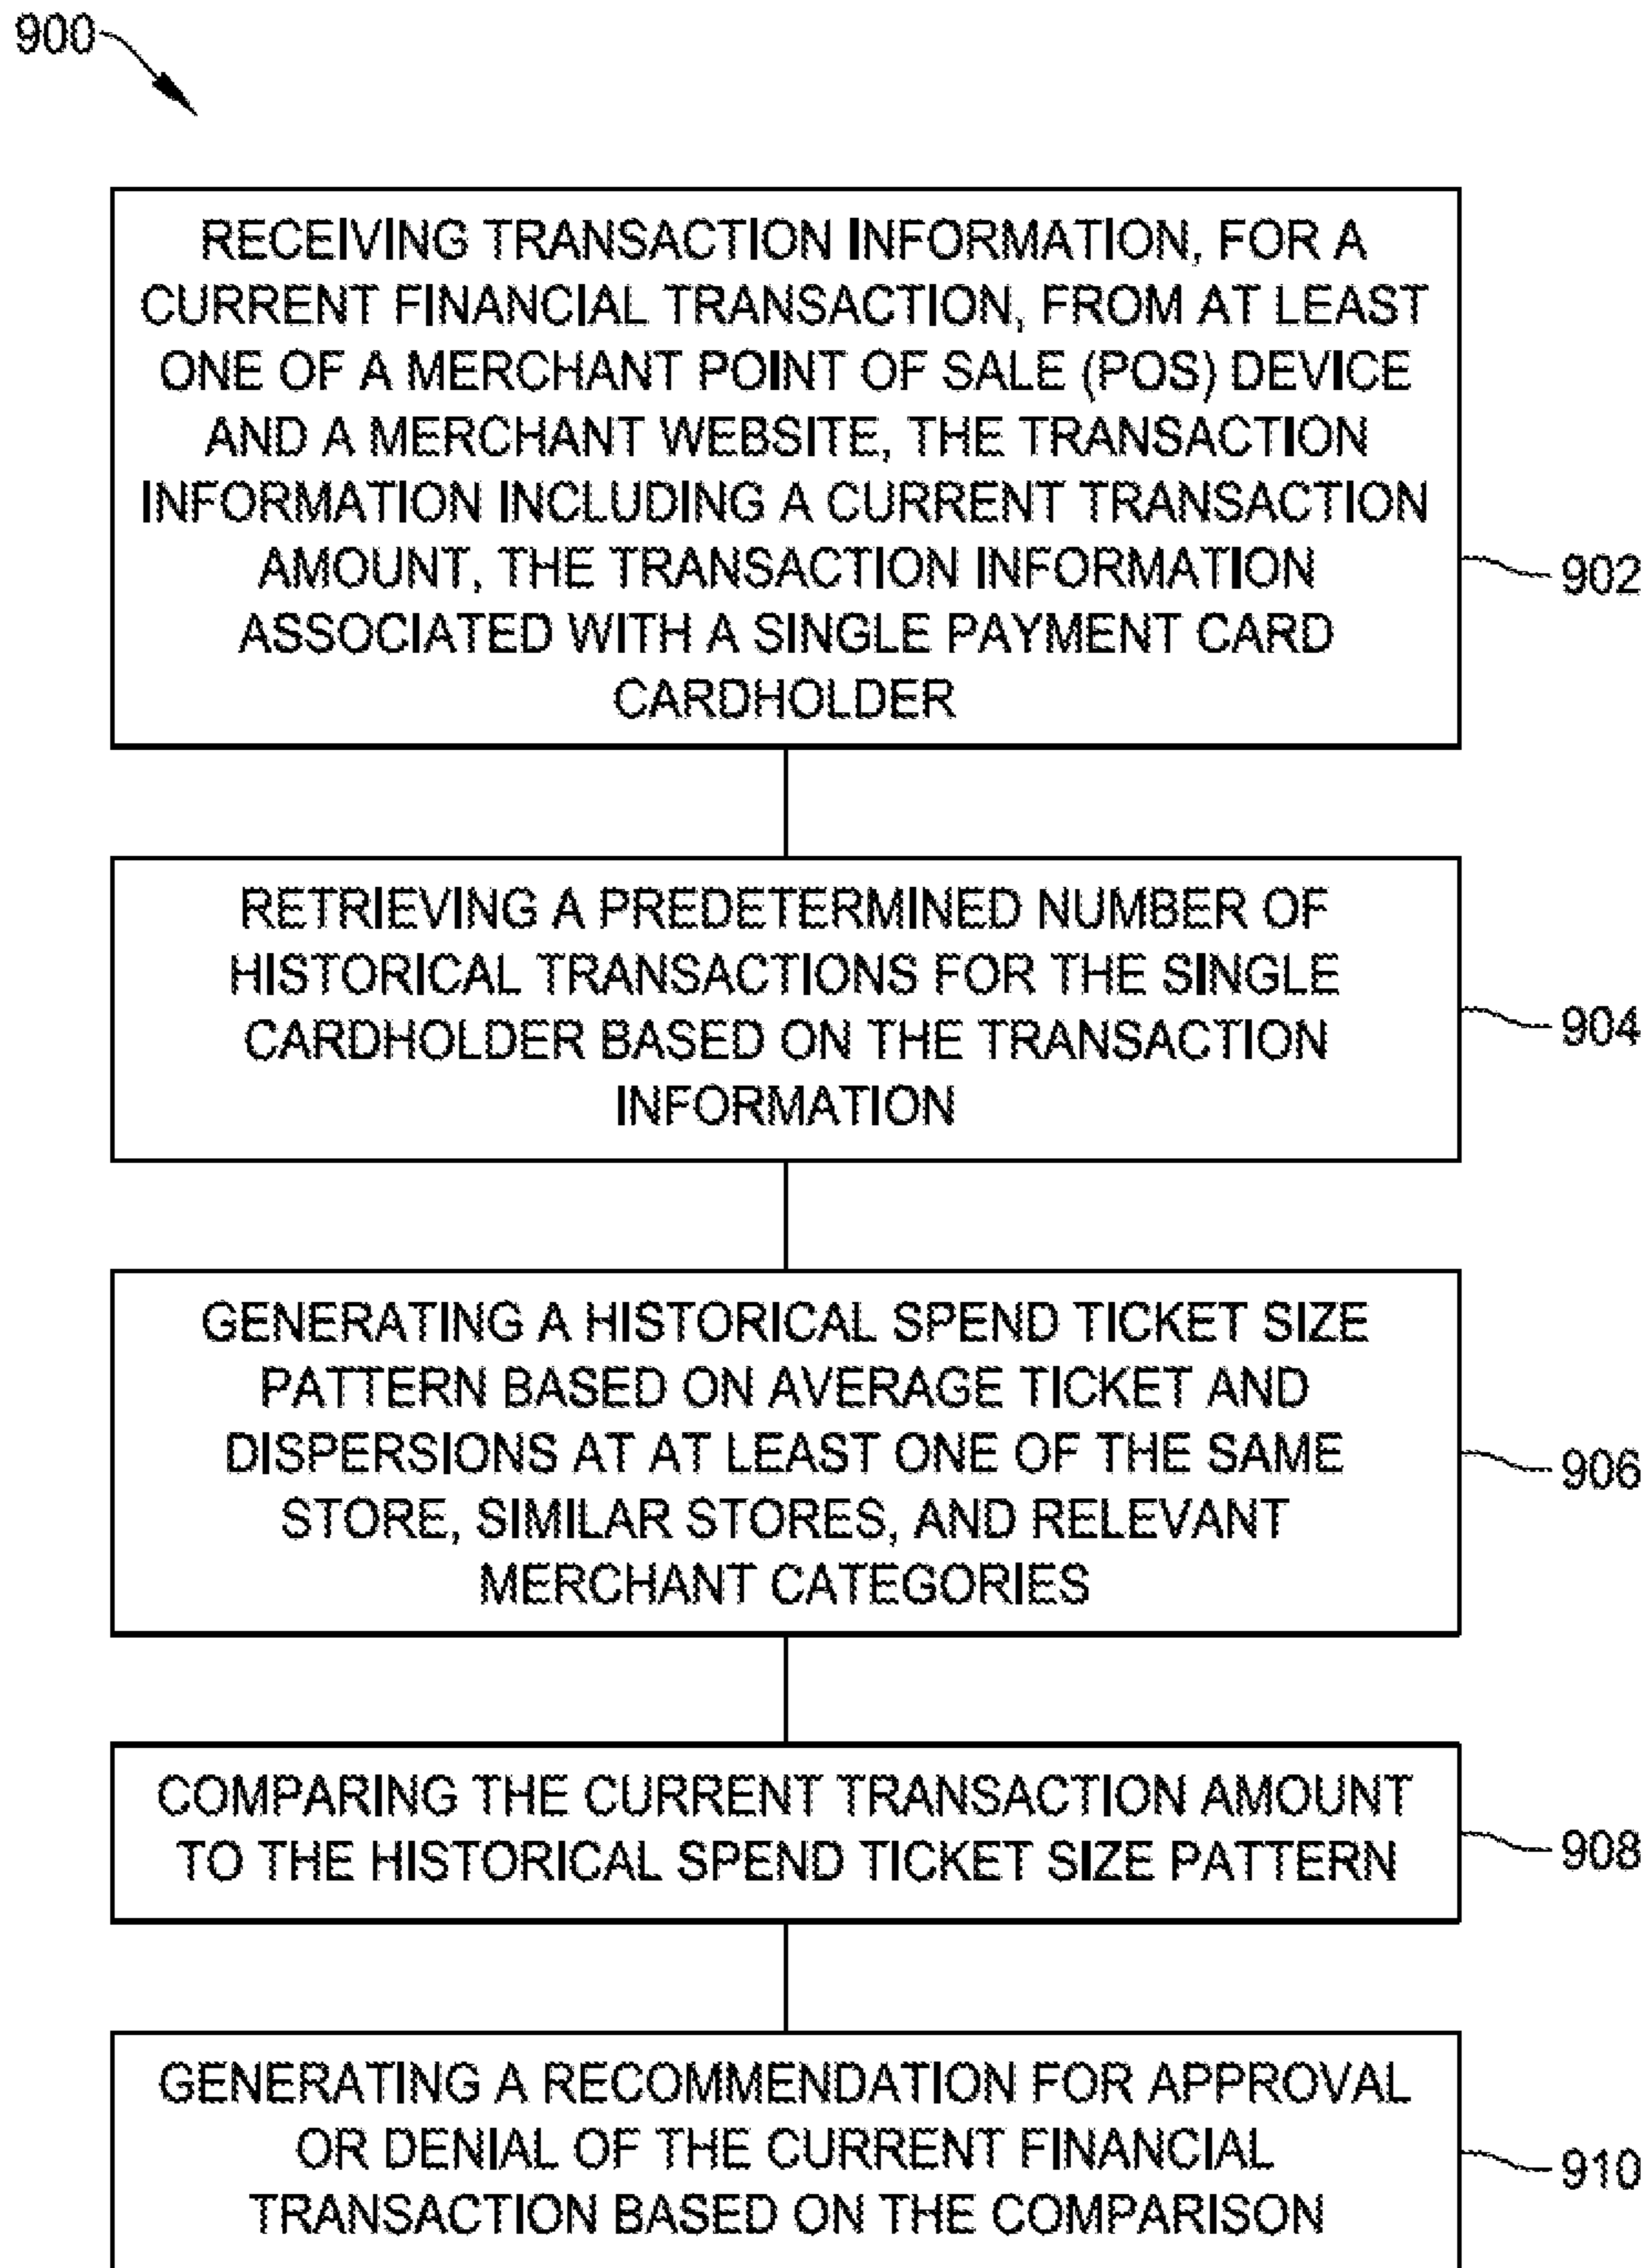 900
RECEIVING TRANSACTION INFORMATION, FOR A
CURRENT FINANCIAL TRANSACTION, FROM AT LEAST
ONE OF A MERCHANT POINT OF SALE (POS) DEVICE
AND A MERCHANT WEBSITE, THE TRANSACTION
INFORMATION INCLUDING A CURRENT TRANSACTION
AMOUNT, THE TRANSACTION INFORMATION
ASSOCIATED WITH A SINGLE PAYMENT CARD
CARDHOLDER
902
RETRIEVING A PREDETERMINED NUMBER OF
HISTORICAL TRANSACTIONS FOR THE SINGLE
CARDHOLDER BASED ON THE TRANSACTION
INFORMATION
904
GENERATING A HISTORICAL SPEND TICKET SIZE
PATTERN BASED ON AVERAGE TICKET AND
DISPERSIONS AT AT LEAST ONE OF THE SAME
STORE, SIMILAR STORES, AND RELEVANT
MERCHANT CATEGORIES
906
COMPARING THE CURRENT TRANSACTION AMOUNT
TO THE HISTORICAL SPEND TICKET SIZE PATTERN
908
GENERATING A RECOMMENDATION FOR APPROVAL
OR DENIAL OF THE CURRENT FINANCIAL
TRANSACTION BASED ON THE COMPARISON
910